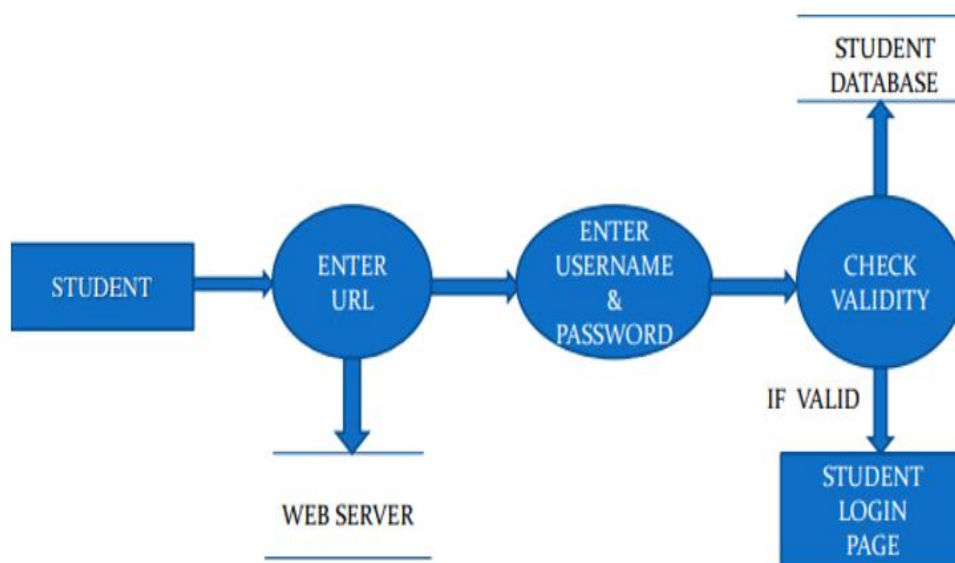 STUDENT
DATABASE
STUDENT
ENTER
URL
ENTER
USERNAME
&
PASSWORD
CHECK
VALIDITY
IF VALID
WEB SERVER
STUDENT
LOGIN
PAGE